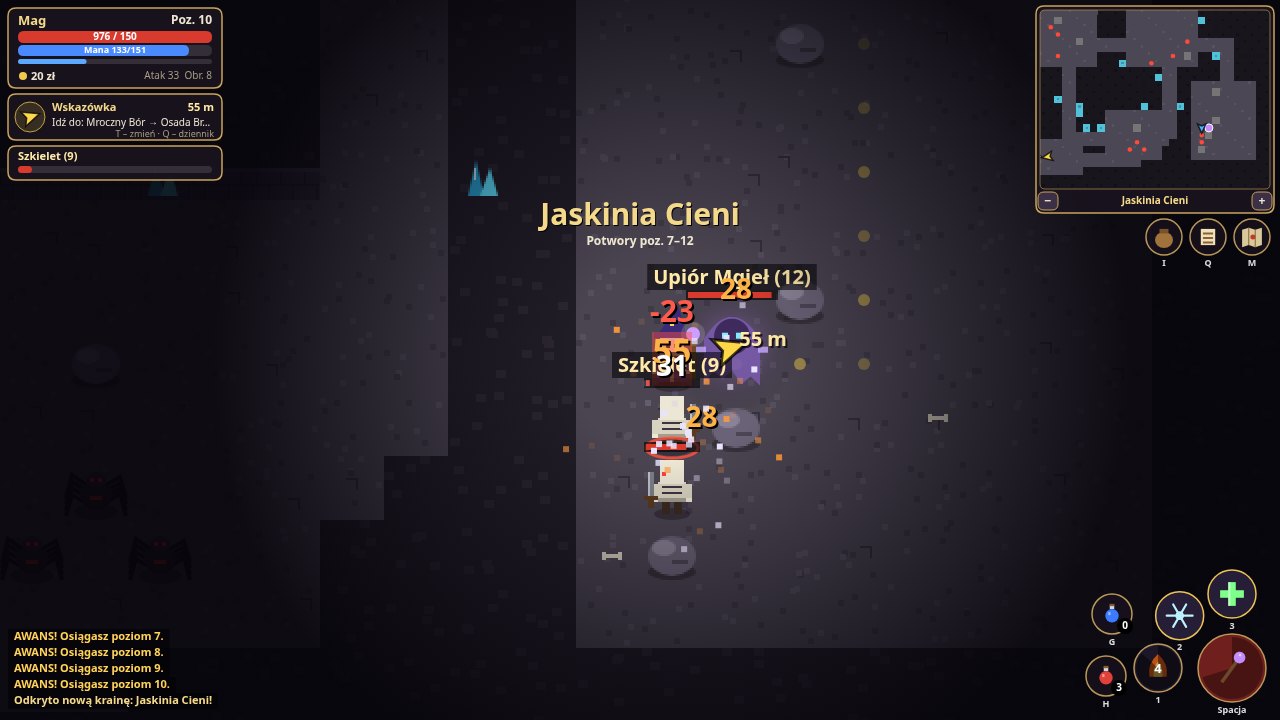 Mag Poz. 10
976 / 150
Mana 133/151
20 zł Atak 33 Obr. 8
Wskazówka 55 m
Idź do: Mroczny Bór → Osada Br...
T – zmień · Q – dziennik
Szkielet (9)
Jaskinia Cieni
Potwory poz. 7–12
Upiór Mgieł (12)
28
-23
55 m
55
31
Szkielet (9)
28
− Jaskinia Cieni +
I Q M
AWANS! Osiągasz poziom 7.
AWANS! Osiągasz poziom 8.
AWANS! Osiągasz poziom 9.
AWANS! Osiągasz poziom 10.
Odkryto nową krainę: Jaskinia Cieni!
0
G
2
3
3
H
4
1
Spacja